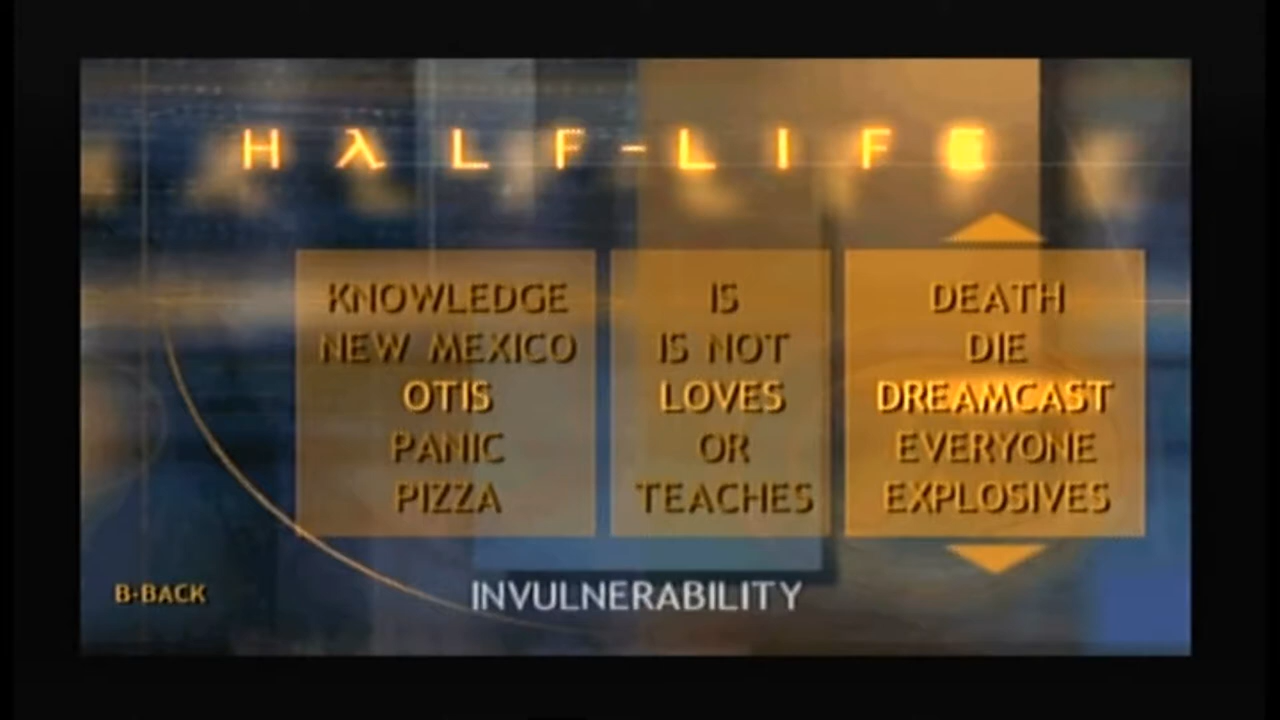 HλLF-LIFE
KNOWLEDGE
NEW MEXICO
OTIS
PANIC
PIZZA
IS
IS NOT
LOVES
OR
TEACHES
DEATH
DIE
DREAMCAST
EVERYONE
EXPLOSIVES
B-BACK
INVULNERABILITY